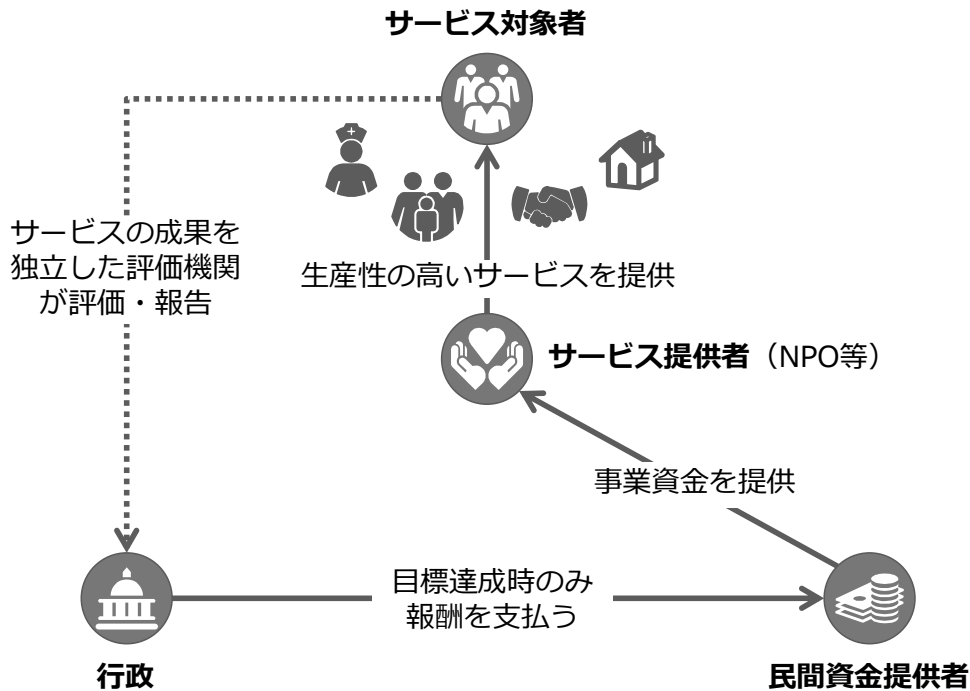 サービス対象者
サービスの成果を
独立した評価機関
が評価・報告
生産性の高いサービスを提供
サービス提供者（NPO等）
事業資金を提供
目標達成時のみ
報酬を支払う
行政
民間資金提供者